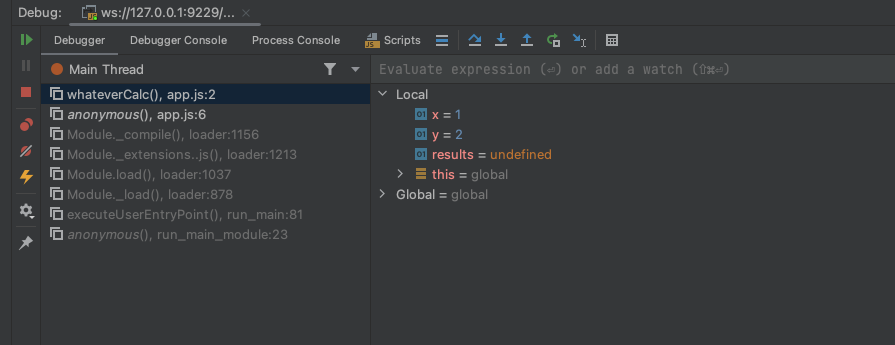 Debug: ws://127.0.0.1:9229/...
Debugger Debugger Console Process Console Scripts
Main Thread
Evaluate expression (⏎) or add a watch (⇧⌘⏎)
whateverCalc(), app.js:2
anonymous(), app.js:6
Module._compile(), loader:1156
Module._extensions..js(), loader:1213
Module.load(), loader:1037
Module._load(), loader:878
executeUserEntryPoint(), run_main:81
anonymous(), run_main_module:23
Local
01 x = 1
01 y = 2
01 results = undefined
this = global
Global = global